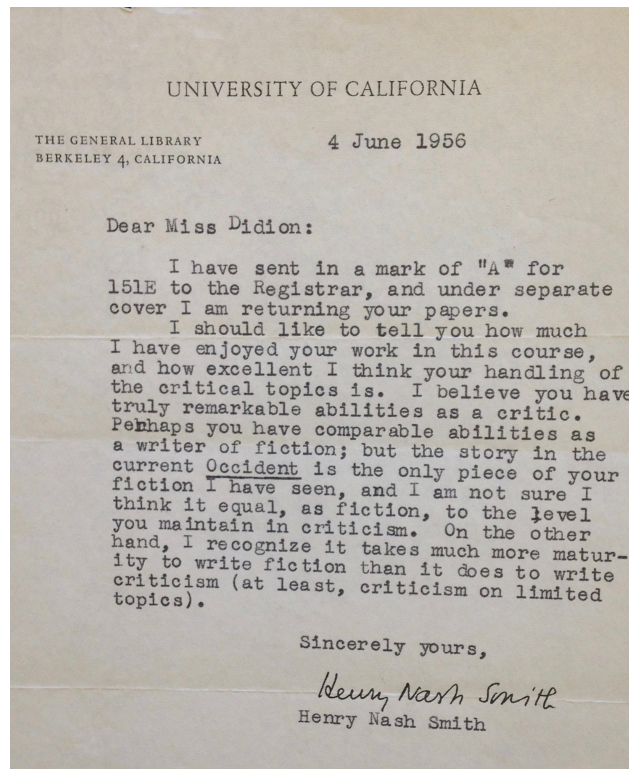 UNIVERSITY OF CALIFORNIA
THE GENERAL LIBRARY
BERKELEY 4, CALIFORNIA
4 June 1956
Dear Miss Didion:
I have sent in a mark of "A" for
151E to the Registrar, and under separate
cover I am returning your papers.
I should like to tell you how much
I have enjoyed your work in this course,
and how excellent I think your handling of
the critical topics is. I believe you have
truly remarkable abilities as a critic.
Perhaps you have comparable abilities as
a writer of fiction; but the story in the
current Occident is the only piece of your
fiction I have seen, and I am not sure I
think it equal, as fiction, to the level
you maintain in criticism. On the other
hand, I recognize it takes much more matur-
ity to write fiction than it does to write
criticism (at least, criticism on limited
topics).
Sincerely yours,
Henry Nash Smith
Henry Nash Smith